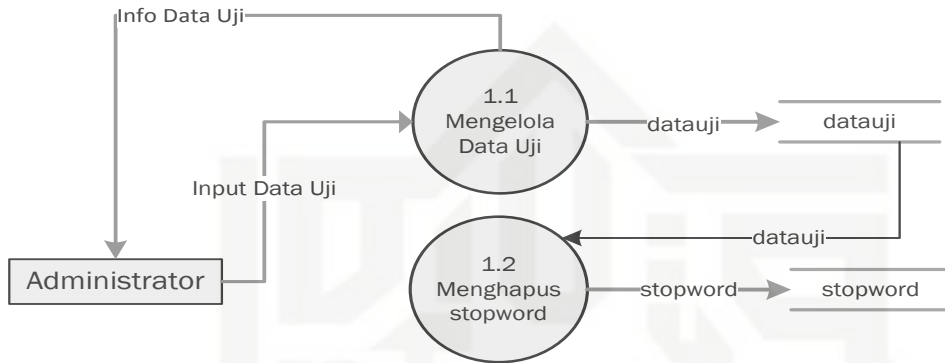 Info Data Uji
1.1
Mengelola
Data Uji
datauji
datauji
Input Data Uji
datauji
Administrator
1.2
Menghapus
stopword
stopword
stopword